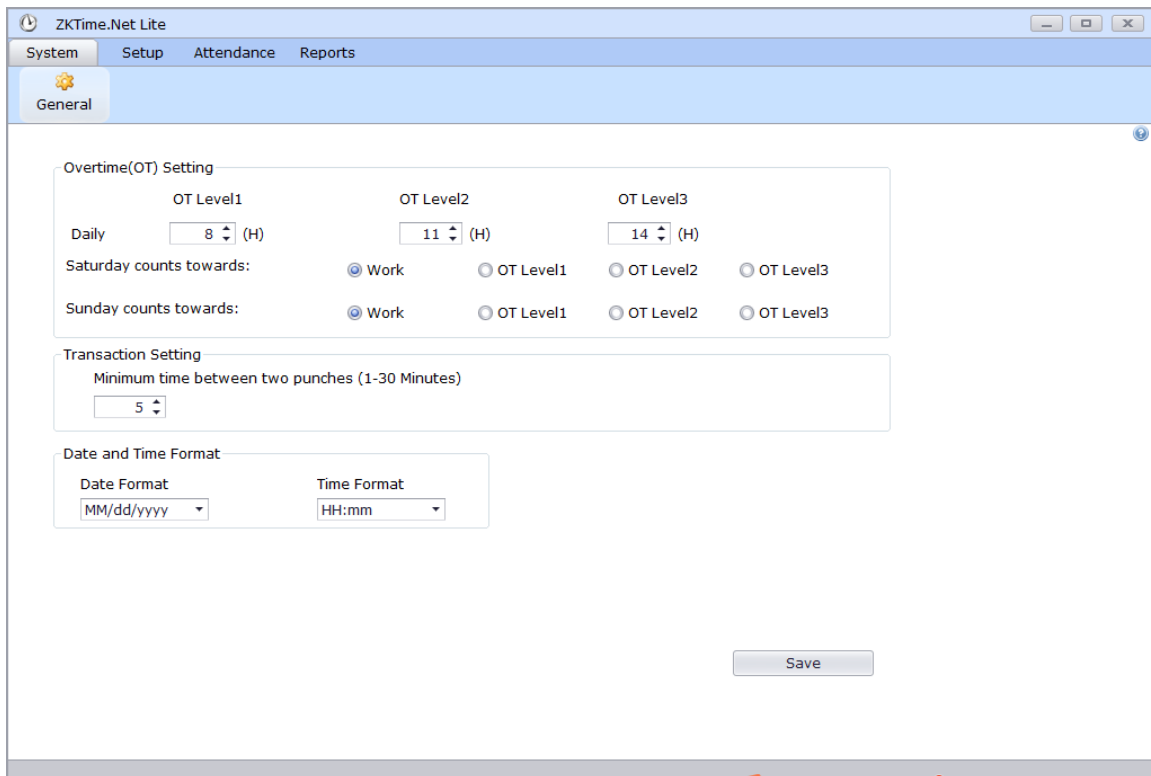 ZKTime.Net Lite
System Setup Attendance Reports
General
Overtime(OT) Setting
OT Level1 OT Level2 OT Level3
Daily 8 (H) 11 (H) 14 (H)
Saturday counts towards: Work OT Level1 OT Level2 OT Level3
Sunday counts towards: Work OT Level1 OT Level2 OT Level3
Transaction Setting
Minimum time between two punches (1-30 Minutes)
5
Date and Time Format
Date Format Time Format
MM/dd/yyyy HH:mm
Save